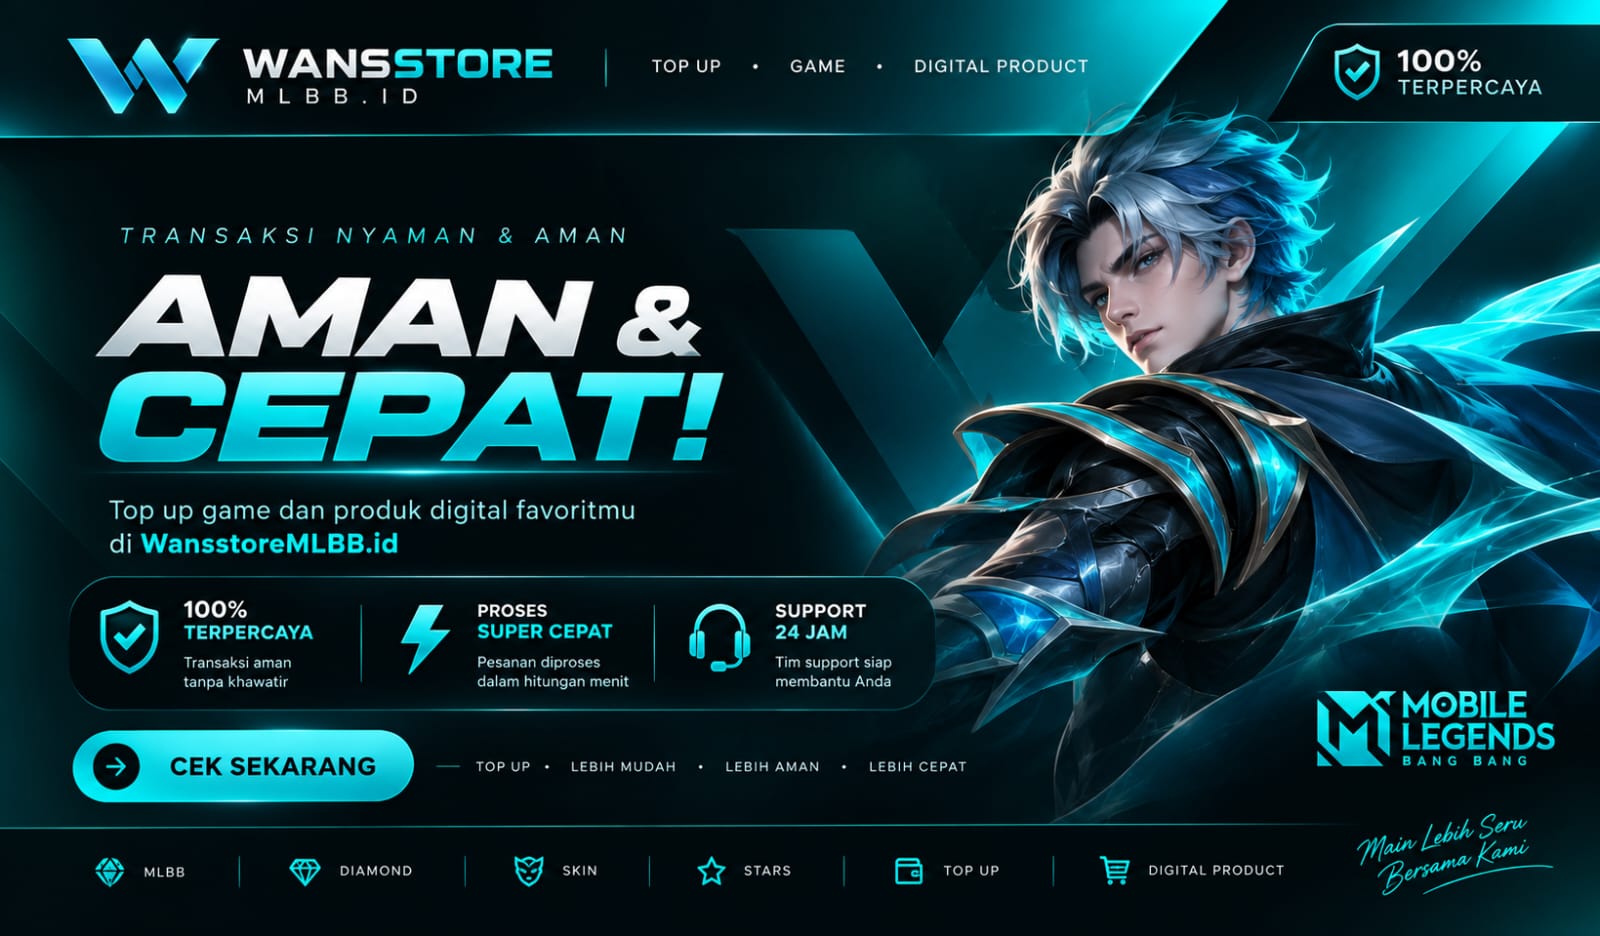 WANSSTORE
MLBB.ID
TOP UP • GAME • DIGITAL PRODUCT
100%
TERPERCAYA
TRANSAKSI NYAMAN & AMAN
AMAN &
CEPAT!
Top up game dan produk digital favoritmu
di WansstoreMLBB.id
100%
TERPERCAYA
Transaksi aman
tanpa khawatir
PROSES
SUPER CEPAT
Pesanan diproses
dalam hitungan menit
SUPPORT
24 JAM
Tim support siap
membantu Anda
CEK SEKARANG
TOP UP • LEBIH MUDAH • LEBIH AMAN • LEBIH CEPAT
MOBILE
LEGENDS
BANG BANG
Main Lebih Seru
Bersama Kami
MLBB
DIAMOND
SKIN
STARS
TOP UP
DIGITAL PRODUCT